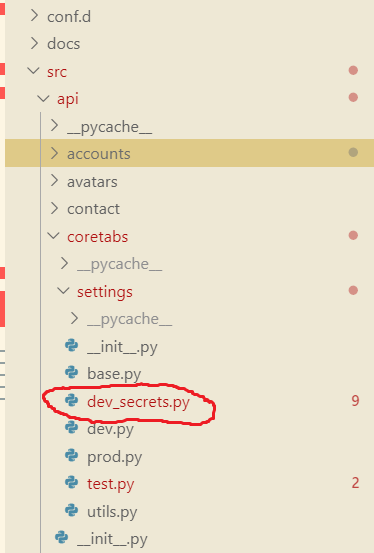 conf.d
docs
src
api
__pycache__
accounts
avatars
contact
coretabs
__pycache__
settings
__pycache__
__init__.py
base.py
dev_secrets.py 9
dev.py
prod.py
test.py 2
utils.py
__init__.py